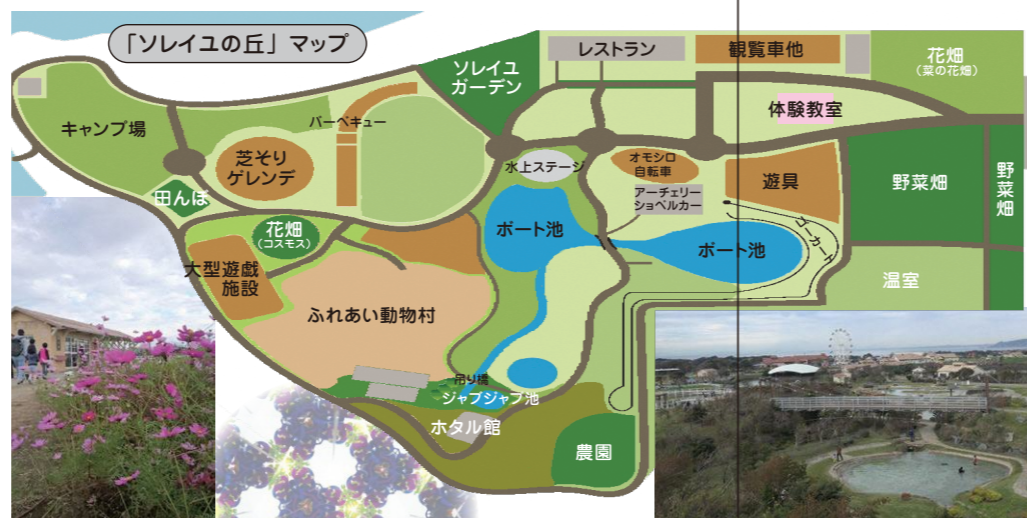 「ソレイユの丘」マップ
レストラン
観覧車他
花畑
（菜の花畑）
ソレイユ
ガーデン
キャンプ場
バーベキュー
体験教室
芝そり
ゲレンデ
水上ステージ
オモシロ
自転車
遊具
野菜畑
野菜畑
田んぼ
アーチェリー
ショベルカー
花畑
（コスモス）
ボート池
ボート池
ゴーカート
大型遊戯
施設
温室
ふれあい動物村
吊り橋
ジャブジャブ池
ホタル館
農園